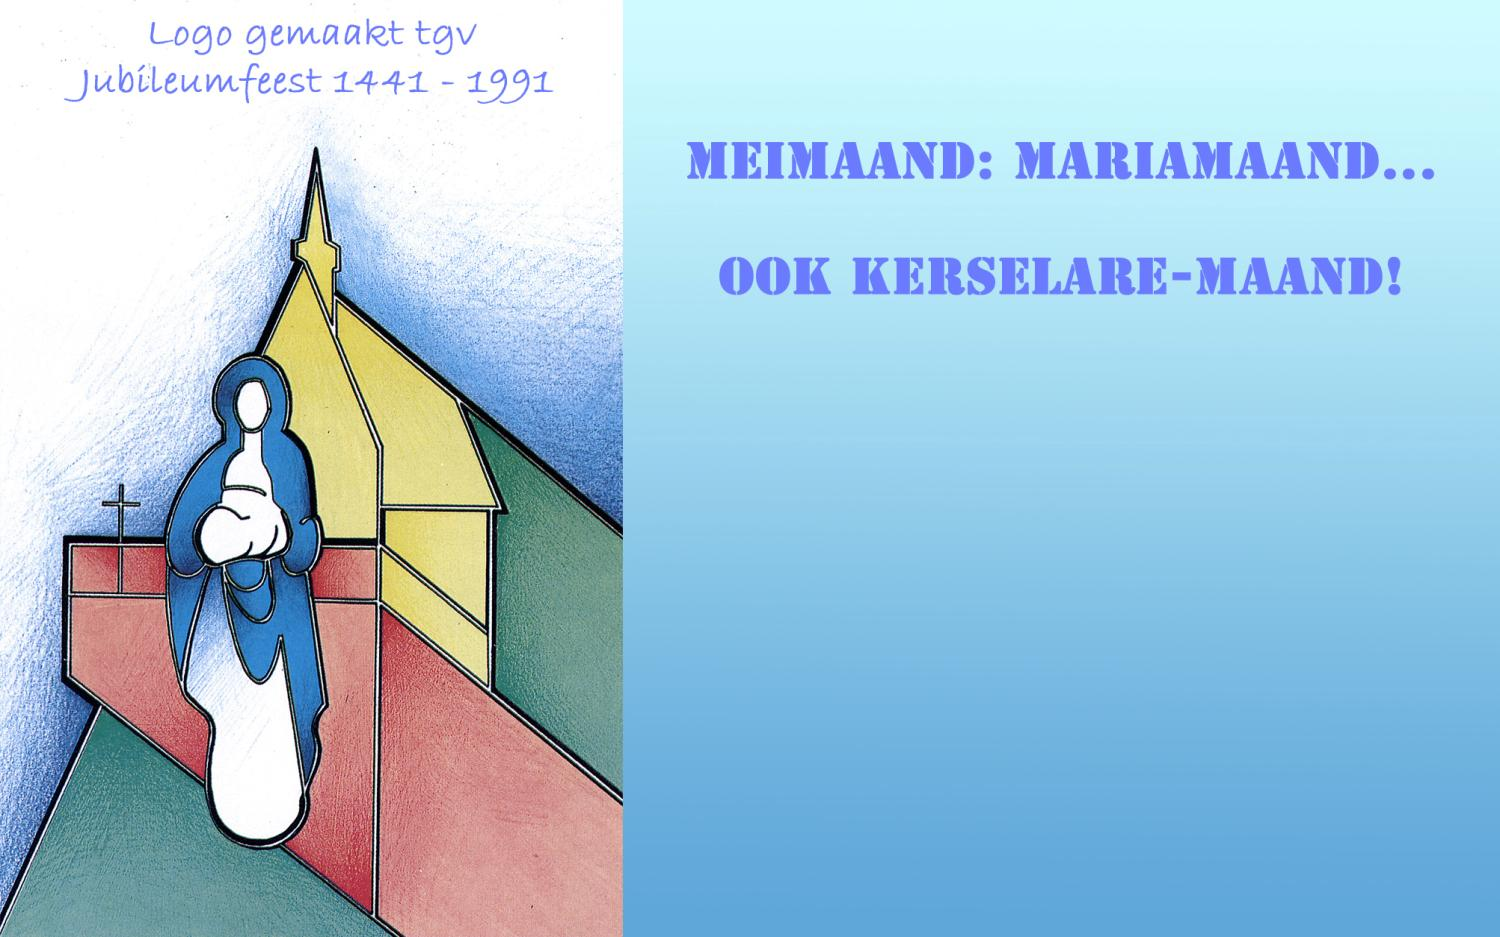 Logo gemaakt tgv
Jubileumfeest 1441 - 1991
MEIMAAND: MARIAMAAND...
OOK KERSELARE-MAAND!